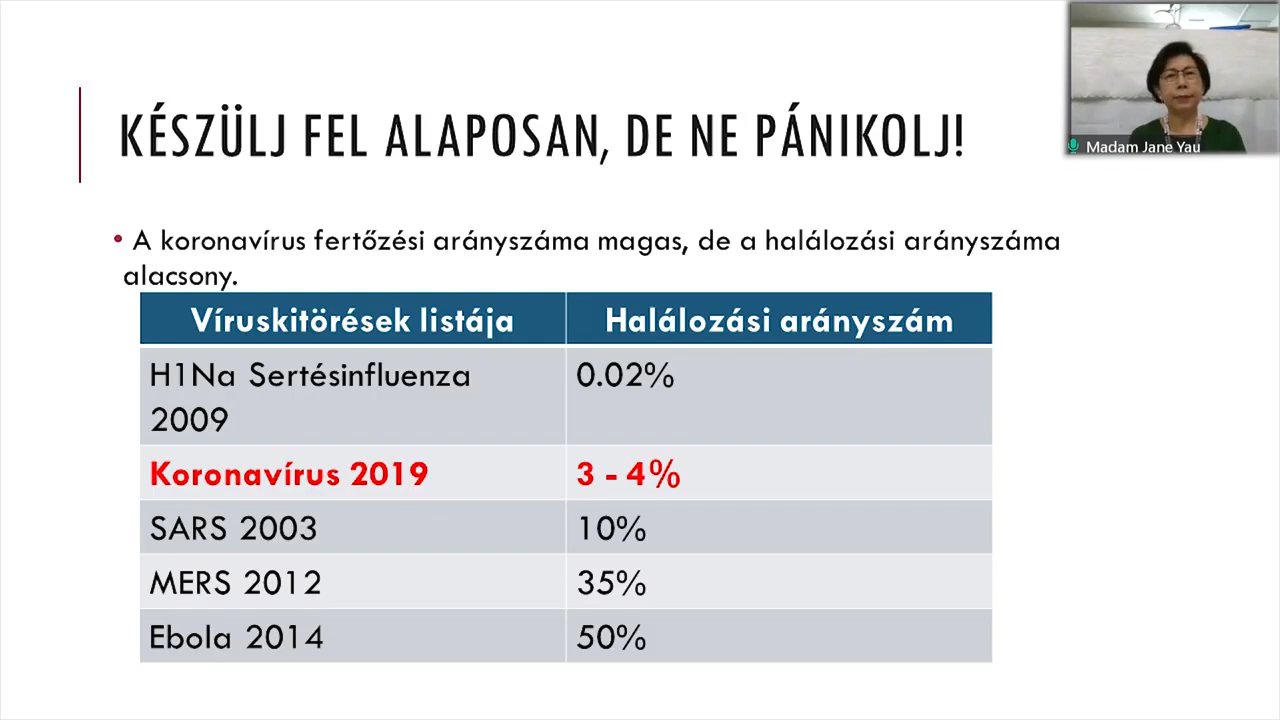 KÉSZÜLJ FEL ALAPOSAN, DE NE PÁNIKOLJ!
Madam Jane Yau
• A koronavírus fertőzési arányszáma magas, de a halálozási arányszáma
alacsony.
Víruskitörések listája Halálozási arányszám
H1Na Sertésinfluenza 0.02%
2009
Koronavírus 2019 3 - 4%
SARS 2003 10%
MERS 2012 35%
Ebola 2014 50%